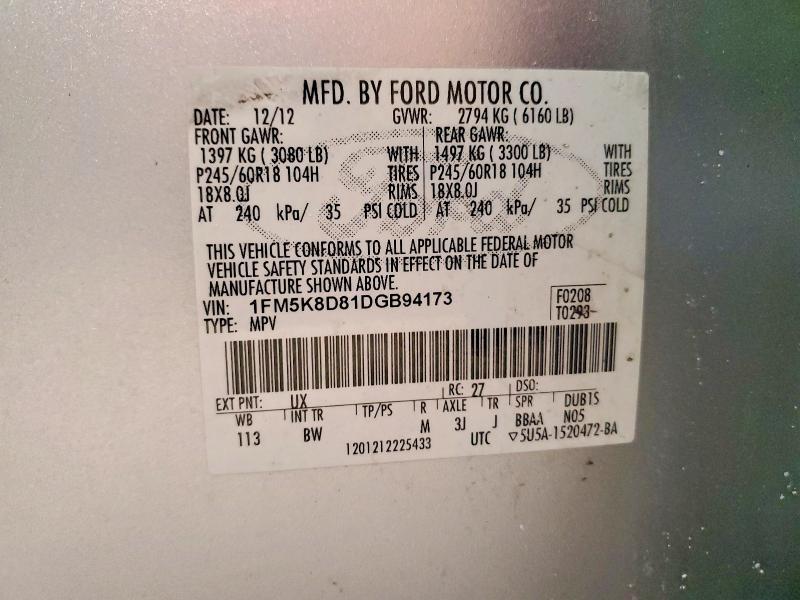 MFD. BY FORD MOTOR CO.
DATE: 12/12 GVWR: 2794 KG ( 6160 LB)
FRONT GAWR: REAR GAWR:
1397 KG ( 3080 LB) WITH 1497 KG ( 3300 LB) WITH
P245/60R18 104H TIRES P245/60R18 104H TIRES
18X8.0J RIMS 18X8.0J RIMS
AT 240 kPa/ 35 PSI COLD AT 240 kPa/ 35 PSI COLD
THIS VEHICLE CONFORMS TO ALL APPLICABLE FEDERAL MOTOR
VEHICLE SAFETY STANDARDS IN EFFECT ON THE DATE OF
MANUFACTURE SHOWN ABOVE.
VIN: 1FM5K8D81DGB94173 F0208
TYPE: MPV T0293
EXT PNT: UX RC: 27 DSO:
WB INT TR TP/PS R AXLE TR SPR DUB1S
113 BW M 3J J BBAA N05
1201212225433 UTC ▽5U5A-1520472-BA
Ford